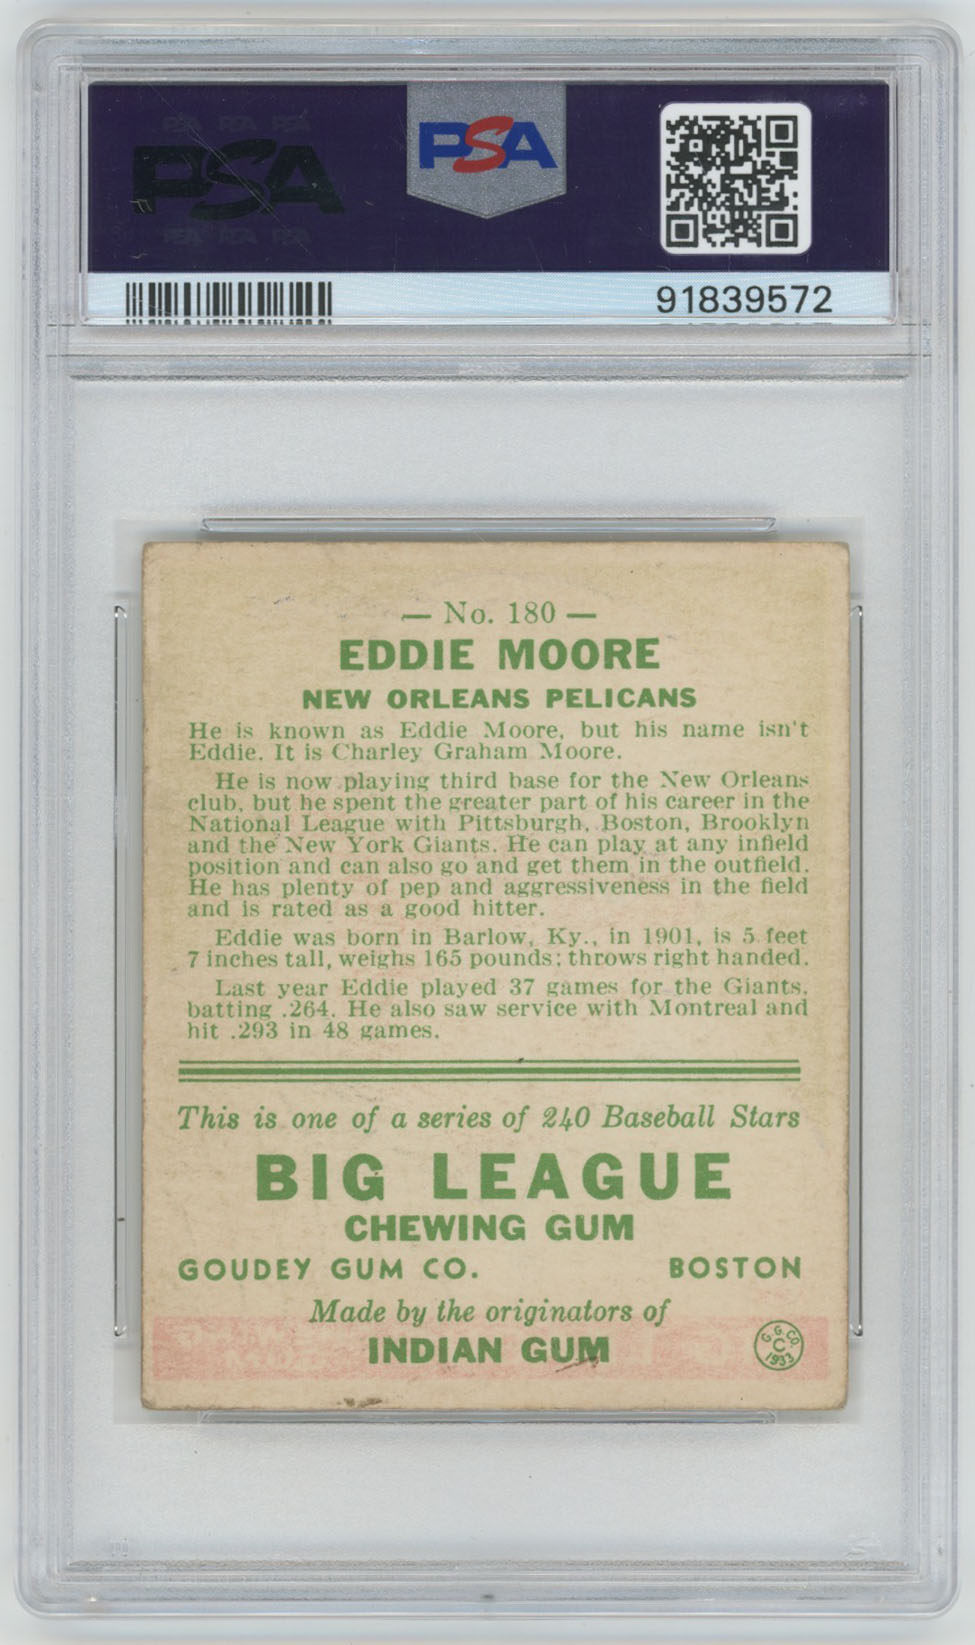 PSA PSA PSA
PSA
PSA PSA PSA
PSA
91839572
— No. 180 —
EDDIE MOORE
NEW ORLEANS PELICANS
He is known as Eddie Moore, but his name isn't
Eddie. It is Charley Graham Moore.
He is now playing third base for the New Orleans
club, but he spent the greater part of his career in the
National League with Pittsburgh, Boston, Brooklyn
and the New York Giants. He can play at any infield
position and can also go and get them in the outfield.
He has plenty of pep and aggressiveness in the field
and is rated as a good hitter.
Eddie was born in Barlow, Ky., in 1901, is 5 feet
7 inches tall, weighs 165 pounds; throws right handed.
Last year Eddie played 37 games for the Giants,
batting .264. He also saw service with Montreal and
hit .293 in 48 games.
This is one of a series of 240 Baseball Stars
BIG LEAGUE
CHEWING GUM
GOUDEY GUM CO. BOSTON
Made by the originators of
INDIAN GUM
G.G.CO.
C
1933